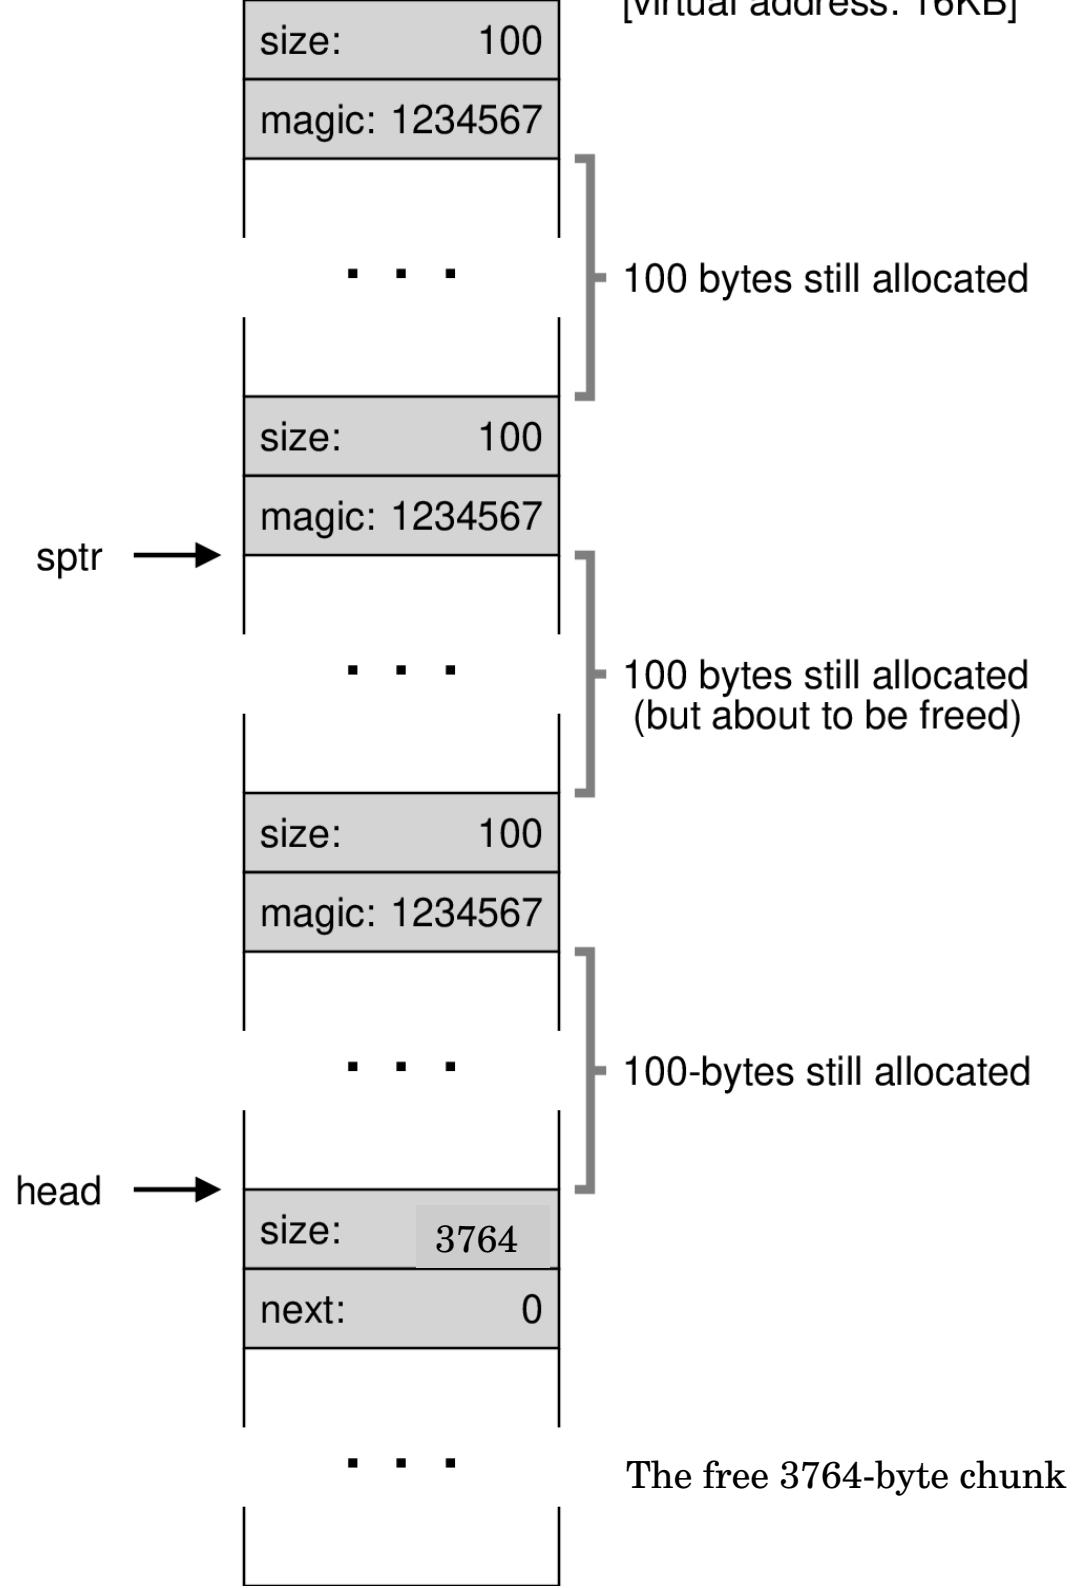 [virtual address: 16KB]
size: 100
magic: 1234567
. . .
100 bytes still allocated
size: 100
magic: 1234567
sptr
. . .
100 bytes still allocated
(but about to be freed)
size: 100
magic: 1234567
. . .
100-bytes still allocated
head
size: 3764
next: 0
. . .
The free 3764-byte chunk